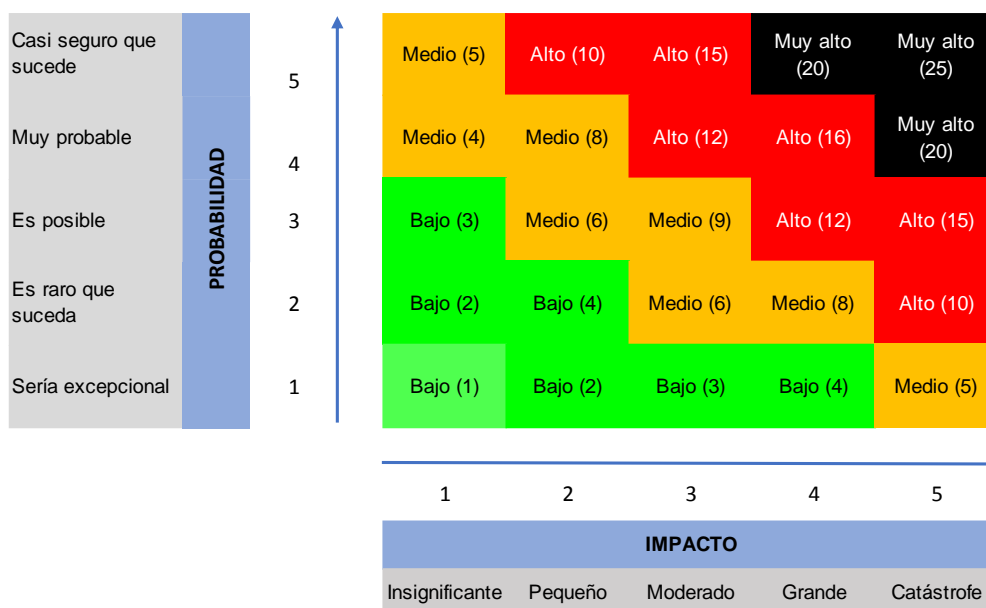 Casi seguro que
sucede
5
Medio (5)
Alto (10)
Alto (15)
Muy alto
(20)
Muy alto
(25)
Muy probable
4
Medio (4)
Medio (8)
Alto (12)
Alto (16)
Muy alto
(20)
PROBABILIDAD
Es posible
3
Bajo (3)
Medio (6)
Medio (9)
Alto (12)
Alto (15)
Es raro que
suceda
2
Bajo (2)
Bajo (4)
Medio (6)
Medio (8)
Alto (10)
Sería excepcional
1
Bajo (1)
Bajo (2)
Bajo (3)
Bajo (4)
Medio (5)
1
2
3
4
5
IMPACTO
Insignificante
Pequeño
Moderado
Grande
Catástrofe